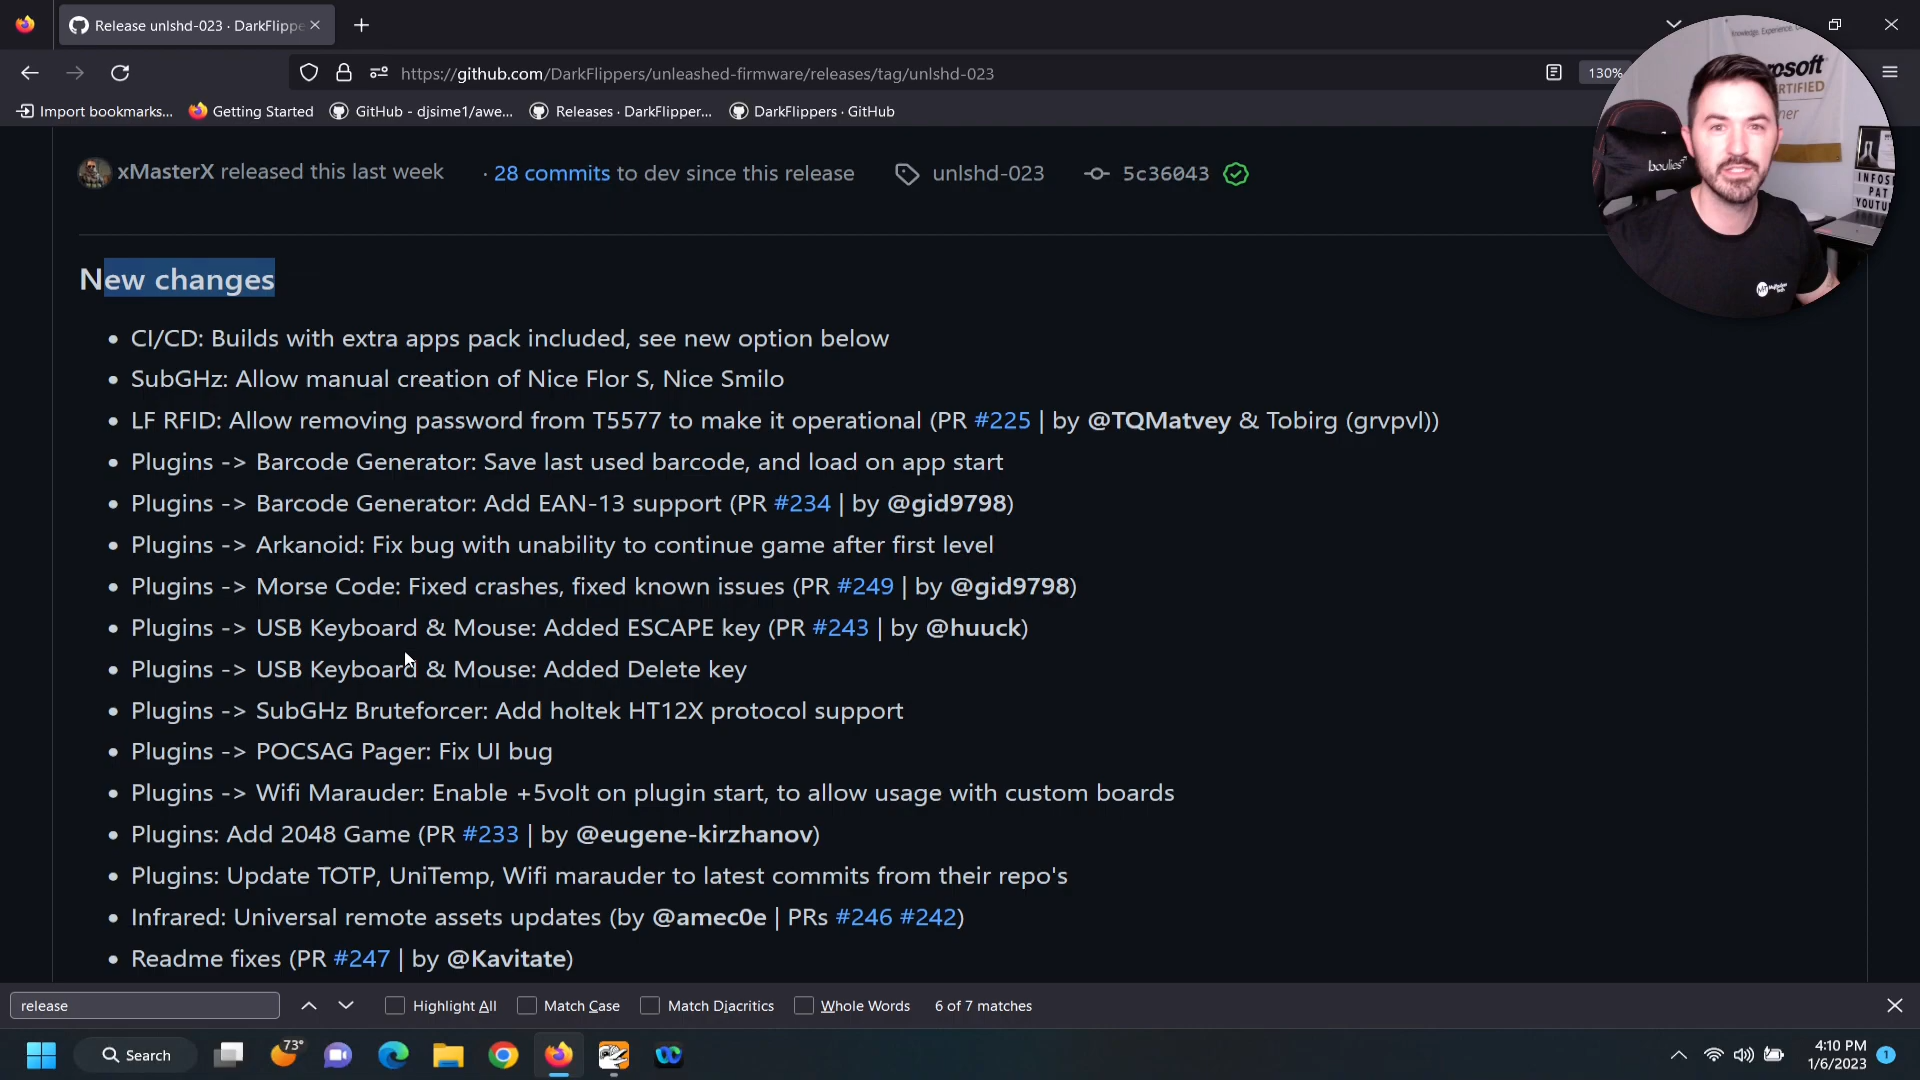 Release unlshd-023 · DarkFlippe
https://github.com/DarkFlippers/unleashed-firmware/releases/tag/unlshd-023
130%
Import bookmarks...
Getting Started
GitHub - djsime1/awe...
Releases · DarkFlipper...
DarkFlippers · GitHub
xMasterX released this last week
· 28 commits to dev since this release
unlshd-023
5c36043
New changes
• CI/CD: Builds with extra apps pack included, see new option below
• SubGHz: Allow manual creation of Nice Flor S, Nice Smilo
• LF RFID: Allow removing password from T5577 to make it operational (PR #225 | by @TQMatvey & Tobirg (grvpvl))
• Plugins -> Barcode Generator: Save last used barcode, and load on app start
• Plugins -> Barcode Generator: Add EAN-13 support (PR #234 | by @gid9798)
• Plugins -> Arkanoid: Fix bug with unability to continue game after first level
• Plugins -> Morse Code: Fixed crashes, fixed known issues (PR #249 | by @gid9798)
• Plugins -> USB Keyboard & Mouse: Added ESCAPE key (PR #243 | by @huuck)
• Plugins -> USB Keyboard & Mouse: Added Delete key
• Plugins -> SubGHz Bruteforcer: Add holtek HT12X protocol support
• Plugins -> POCSAG Pager: Fix UI bug
• Plugins -> Wifi Marauder: Enable +5volt on plugin start, to allow usage with custom boards
• Plugins: Add 2048 Game (PR #233 | by @eugene-kirzhanov)
• Plugins: Update TOTP, UniTemp, Wifi marauder to latest commits from their repo's
• Infrared: Universal remote assets updates (by @amec0e | PRs #246 #242)
• Readme fixes (PR #247 | by @Kavitate)
osoft
ERTIFIED
ner
boulies
INFOS
PAT
YOUTU
release
Highlight All
Match Case
Match Diacritics
Whole Words
6 of 7 matches
Search
73°
4:10 PM
1/6/2023
1